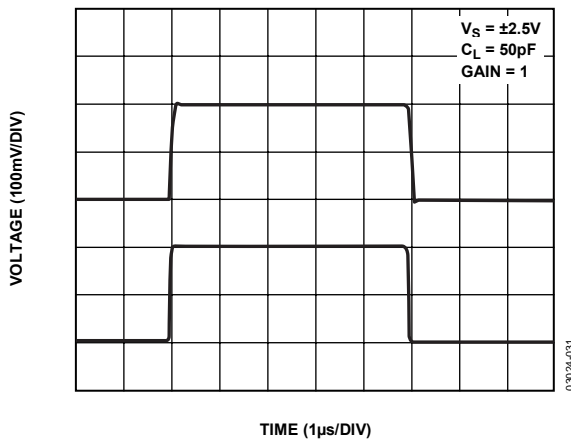 V_S = ±2.5V
C_L = 50pF
GAIN = 1
VOLTAGE (100mV/DIV)
TIME (1µs/DIV)
03024-031